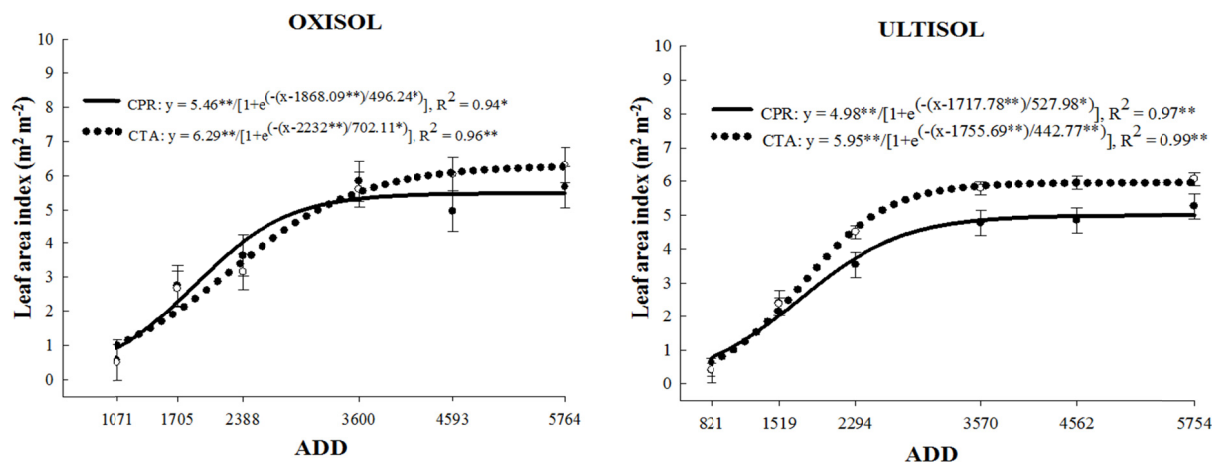 OXISOL
10
9
8
7
6
5
4
3
2
1
0
Leaf area index (m² m⁻²)
CPR: y = 5.46**/[1+e^(-(x-1868.09**)/496.24*)], R² = 0.94*
CTA: y = 6.29**/[1+e^(-(x-2232**)/702.11*)]. R² = 0.96**
1071 1705 2388 3600 4593 5764
ADD
ULTISOL
10
9
8
7
6
5
4
3
2
1
0
Leaf area index (m² m⁻²)
CPR: y = 4.98**/[1+e^(-(x-1717.78**)/527.98*)], R² = 0.97**
CTA: y = 5.95**/[1+e^(-(x-1755.69**)/442.77**)], R² = 0.99**
821 1519 2294 3570 4562 5754
ADD